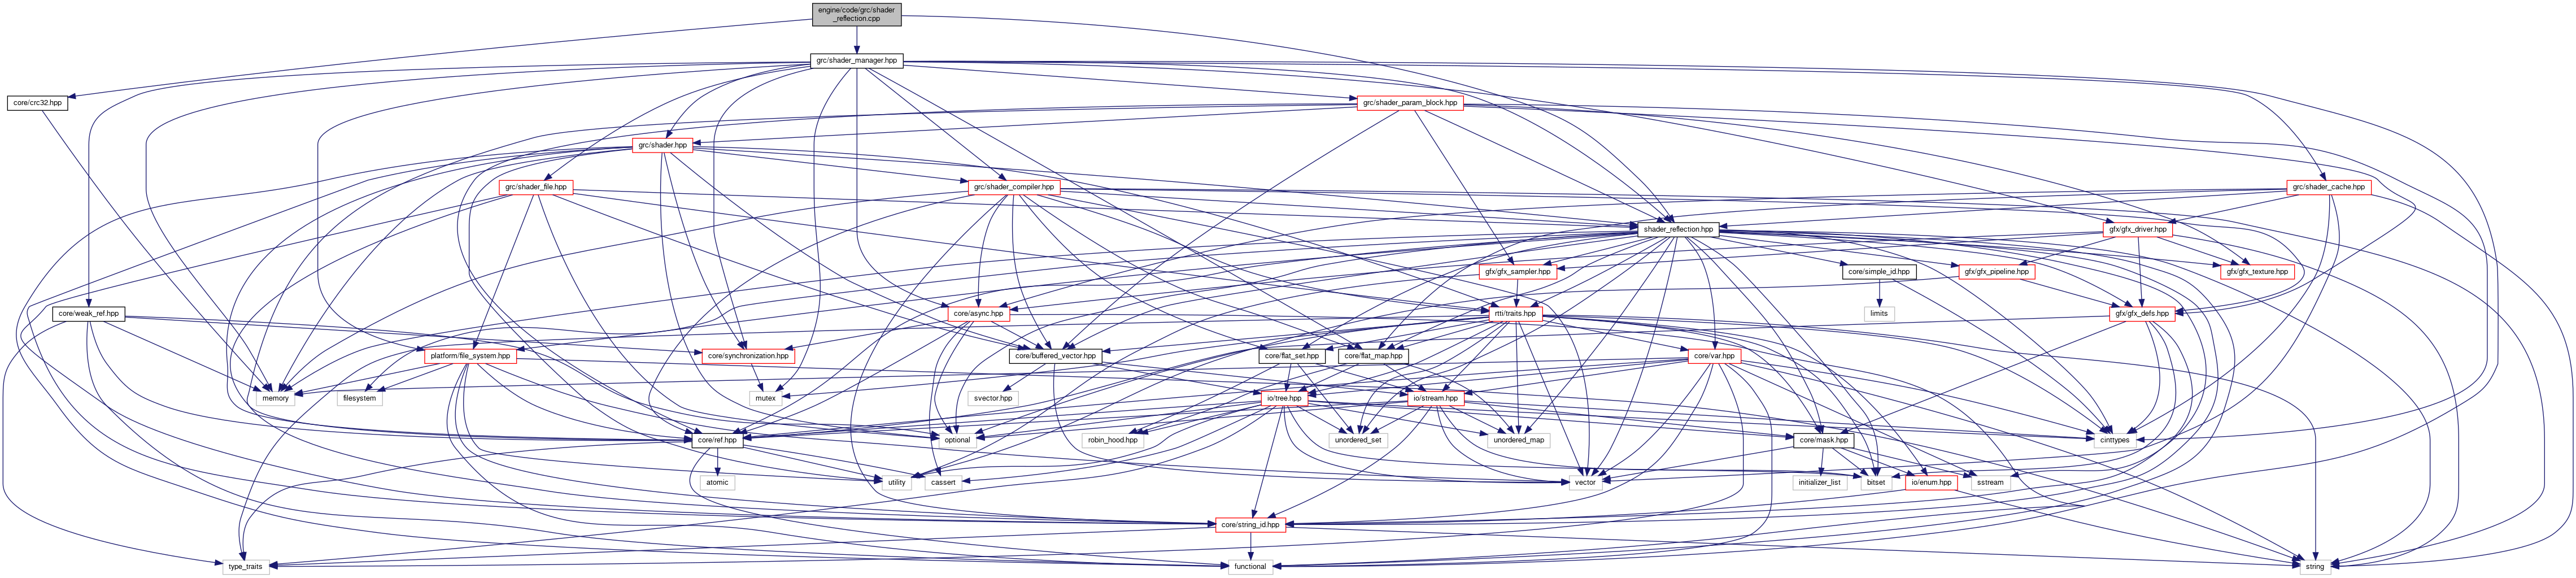 engine/code/grc/shader
_reflection.cpp
grc/shader_manager.hpp
core/crc32.hpp
grc/shader_param_block.hpp
grc/shader.hpp
grc/shader_file.hpp
grc/shader_compiler.hpp
grc/shader_cache.hpp
shader_reflection.hpp
gfx/gfx_driver.hpp
gfx/gfx_sampler.hpp
core/simple_id.hpp
gfx/gfx_pipeline.hpp
gfx/gfx_texture.hpp
core/weak_ref.hpp
core/async.hpp
rtti/traits.hpp
limits
gfx/gfx_defs.hpp
platform/file_system.hpp
core/synchronization.hpp
core/buffered_vector.hpp
core/flat_set.hpp
core/flat_map.hpp
core/var.hpp
memory
filesystem
mutex
svector.hpp
io/tree.hpp
io/stream.hpp
core/ref.hpp
optional
robin_hood.hpp
unordered_set
unordered_map
core/mask.hpp
cinttypes
atomic
utility
cassert
vector
initializer_list
bitset
io/enum.hpp
sstream
core/string_id.hpp
type_traits
functional
string